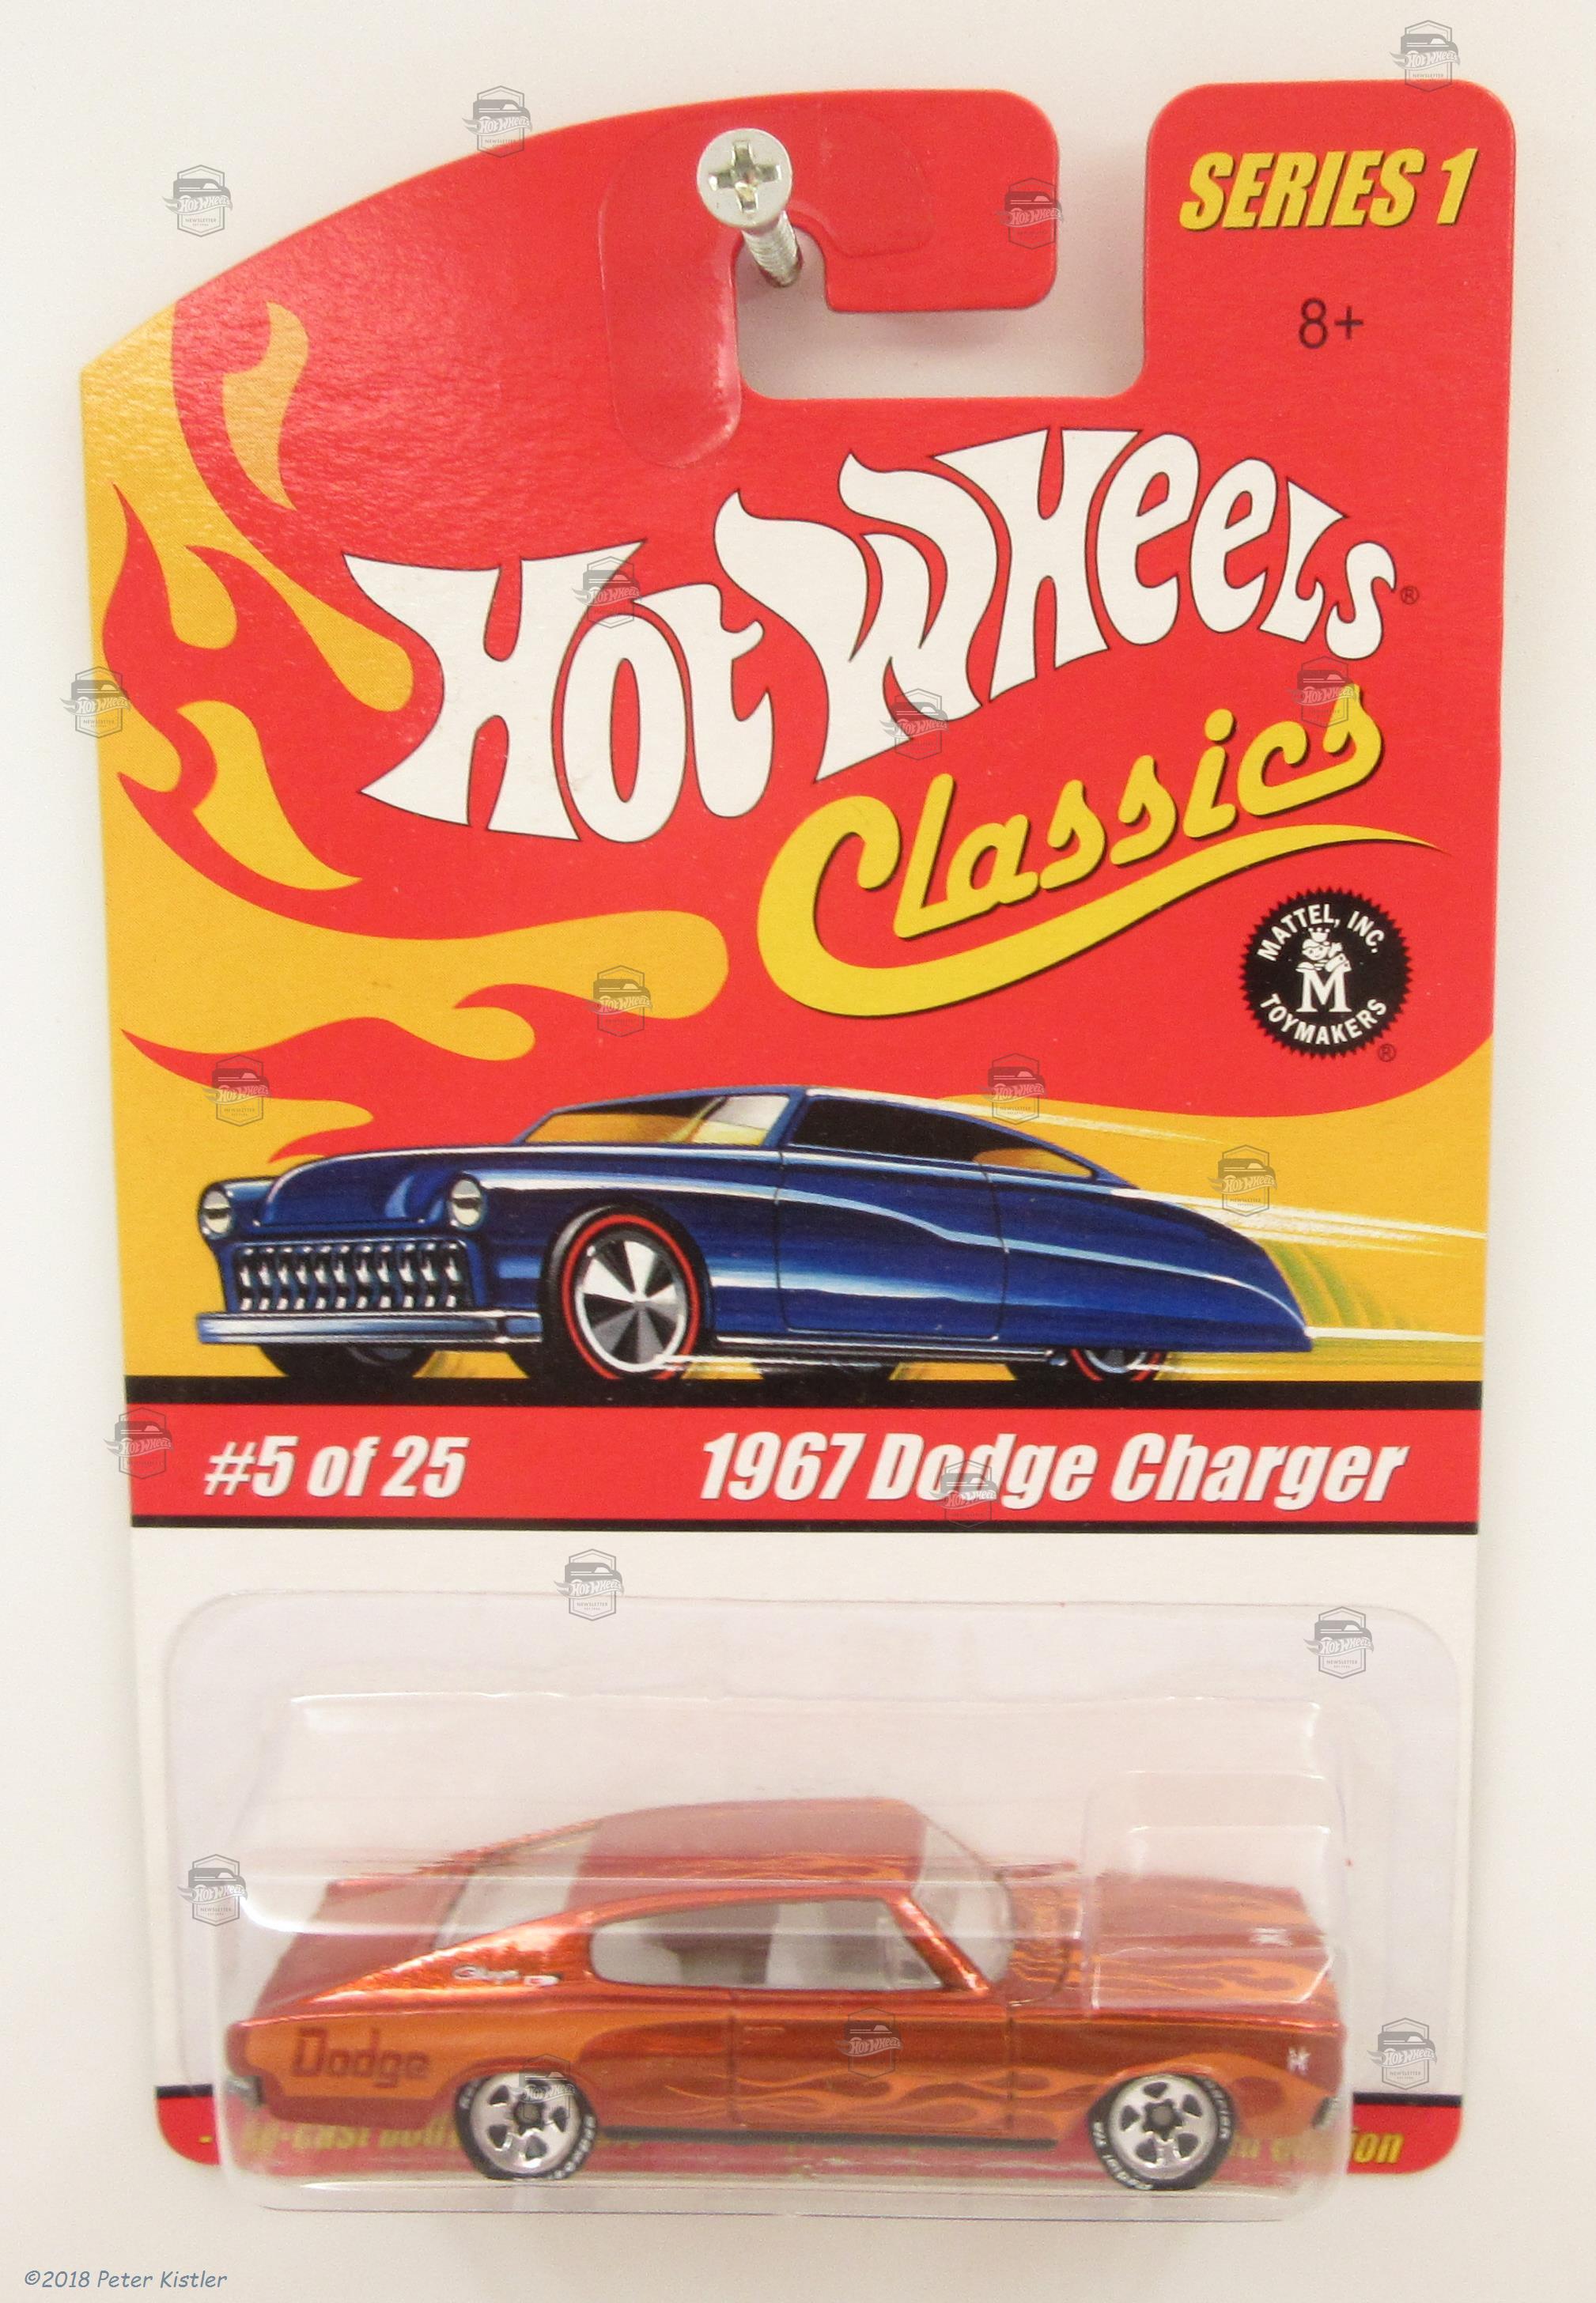 SERIES 1
8+
Hot Wheels®
Classics
MATTEL, INC.
M
TOYMAKERS
®
#5 of 25
1967 Dodge Charger
Charger
Dodge
©2018 Peter Kistler